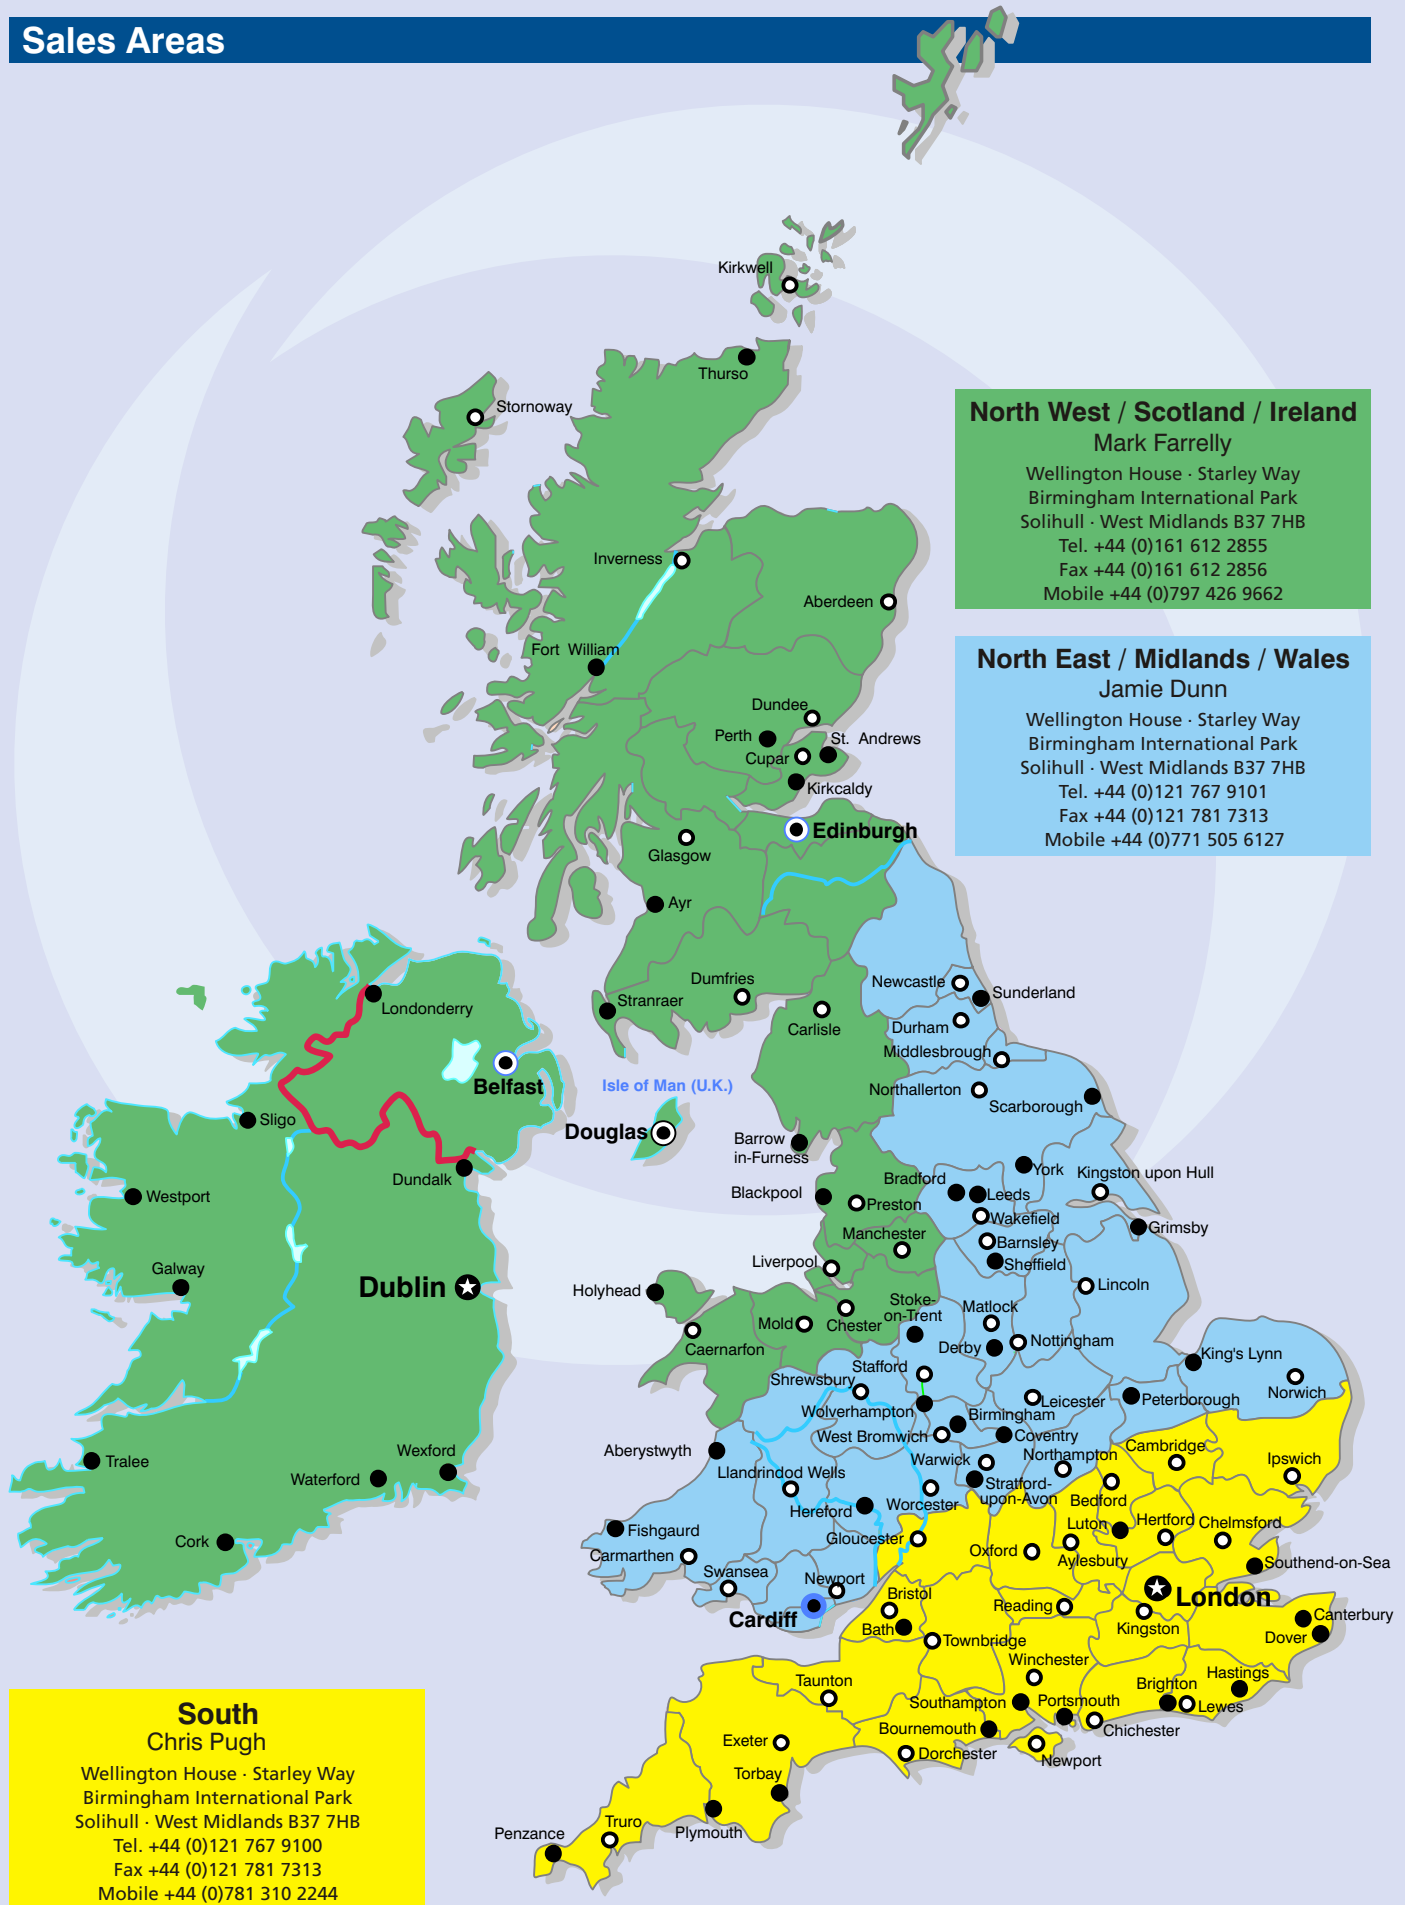 Sales Areas
Kirkwell
Thurso
Stornoway
North West / Scotland / Ireland
Mark Farrelly
Wellington House · Starley Way
Birmingham International Park
Solihull · West Midlands B37 7HB
Tel. +44 (0)161 612 2855
Fax +44 (0)161 612 2856
Mobile +44 (0)797 426 9662
Inverness
Aberdeen
Fort William
North East / Midlands / Wales
Jamie Dunn
Wellington House · Starley Way
Birmingham International Park
Solihull · West Midlands B37 7HB
Tel. +44 (0)121 767 9101
Fax +44 (0)121 781 7313
Mobile +44 (0)771 505 6127
Dundee
Perth
St. Andrews
Cupar
Kirkcaldy
Edinburgh
Glasgow
Ayr
Dumfries
Stranraer
Carlisle
Newcastle
Sunderland
Durham
Middlesbrough
Northallerton
Scarborough
Londonderry
Belfast
Isle of Man (U.K.)
Douglas
Sligo
Dundalk
Westport
Galway
Dublin
Barrow
in-Furness
Blackpool
Preston
Bradford
Leeds
York
Kingston upon Hull
Wakefield
Grimsby
Manchester
Barnsley
Sheffield
Liverpool
Lincoln
Holyhead
Mold
Chester
Stoke-
on-Trent
Matlock
Caernarfon
Derby
Nottingham
Stafford
King's Lynn
Shrewsbury
Norwich
Wolverhampton
Leicester
Peterborough
Birmingham
West Bromwich
Coventry
Aberystwyth
Warwick
Northampton
Cambridge
Ipswich
Llandrindod Wells
Stratford-
upon-Avon
Bedford
Hereford
Worcester
Tralee
Wexford
Waterford
Cork
Fishgaurd
Gloucester
Oxford
Luton
Hertford
Chelmsford
Carmarthen
Aylesbury
Southend-on-Sea
Swansea
Newport
Cardiff
Bristol
Bath
Reading
London
Kingston
Canterbury
Dover
Townbridge
Winchester
Taunton
Southampton
Portsmouth
Brighton
Hastings
Lewes
Bournemouth
Chichester
Exeter
Dorchester
Newport
Torbay
Plymouth
Truro
Penzance
South
Chris Pugh
Wellington House · Starley Way
Birmingham International Park
Solihull · West Midlands B37 7HB
Tel. +44 (0)121 767 9100
Fax +44 (0)121 781 7313
Mobile +44 (0)781 310 2244